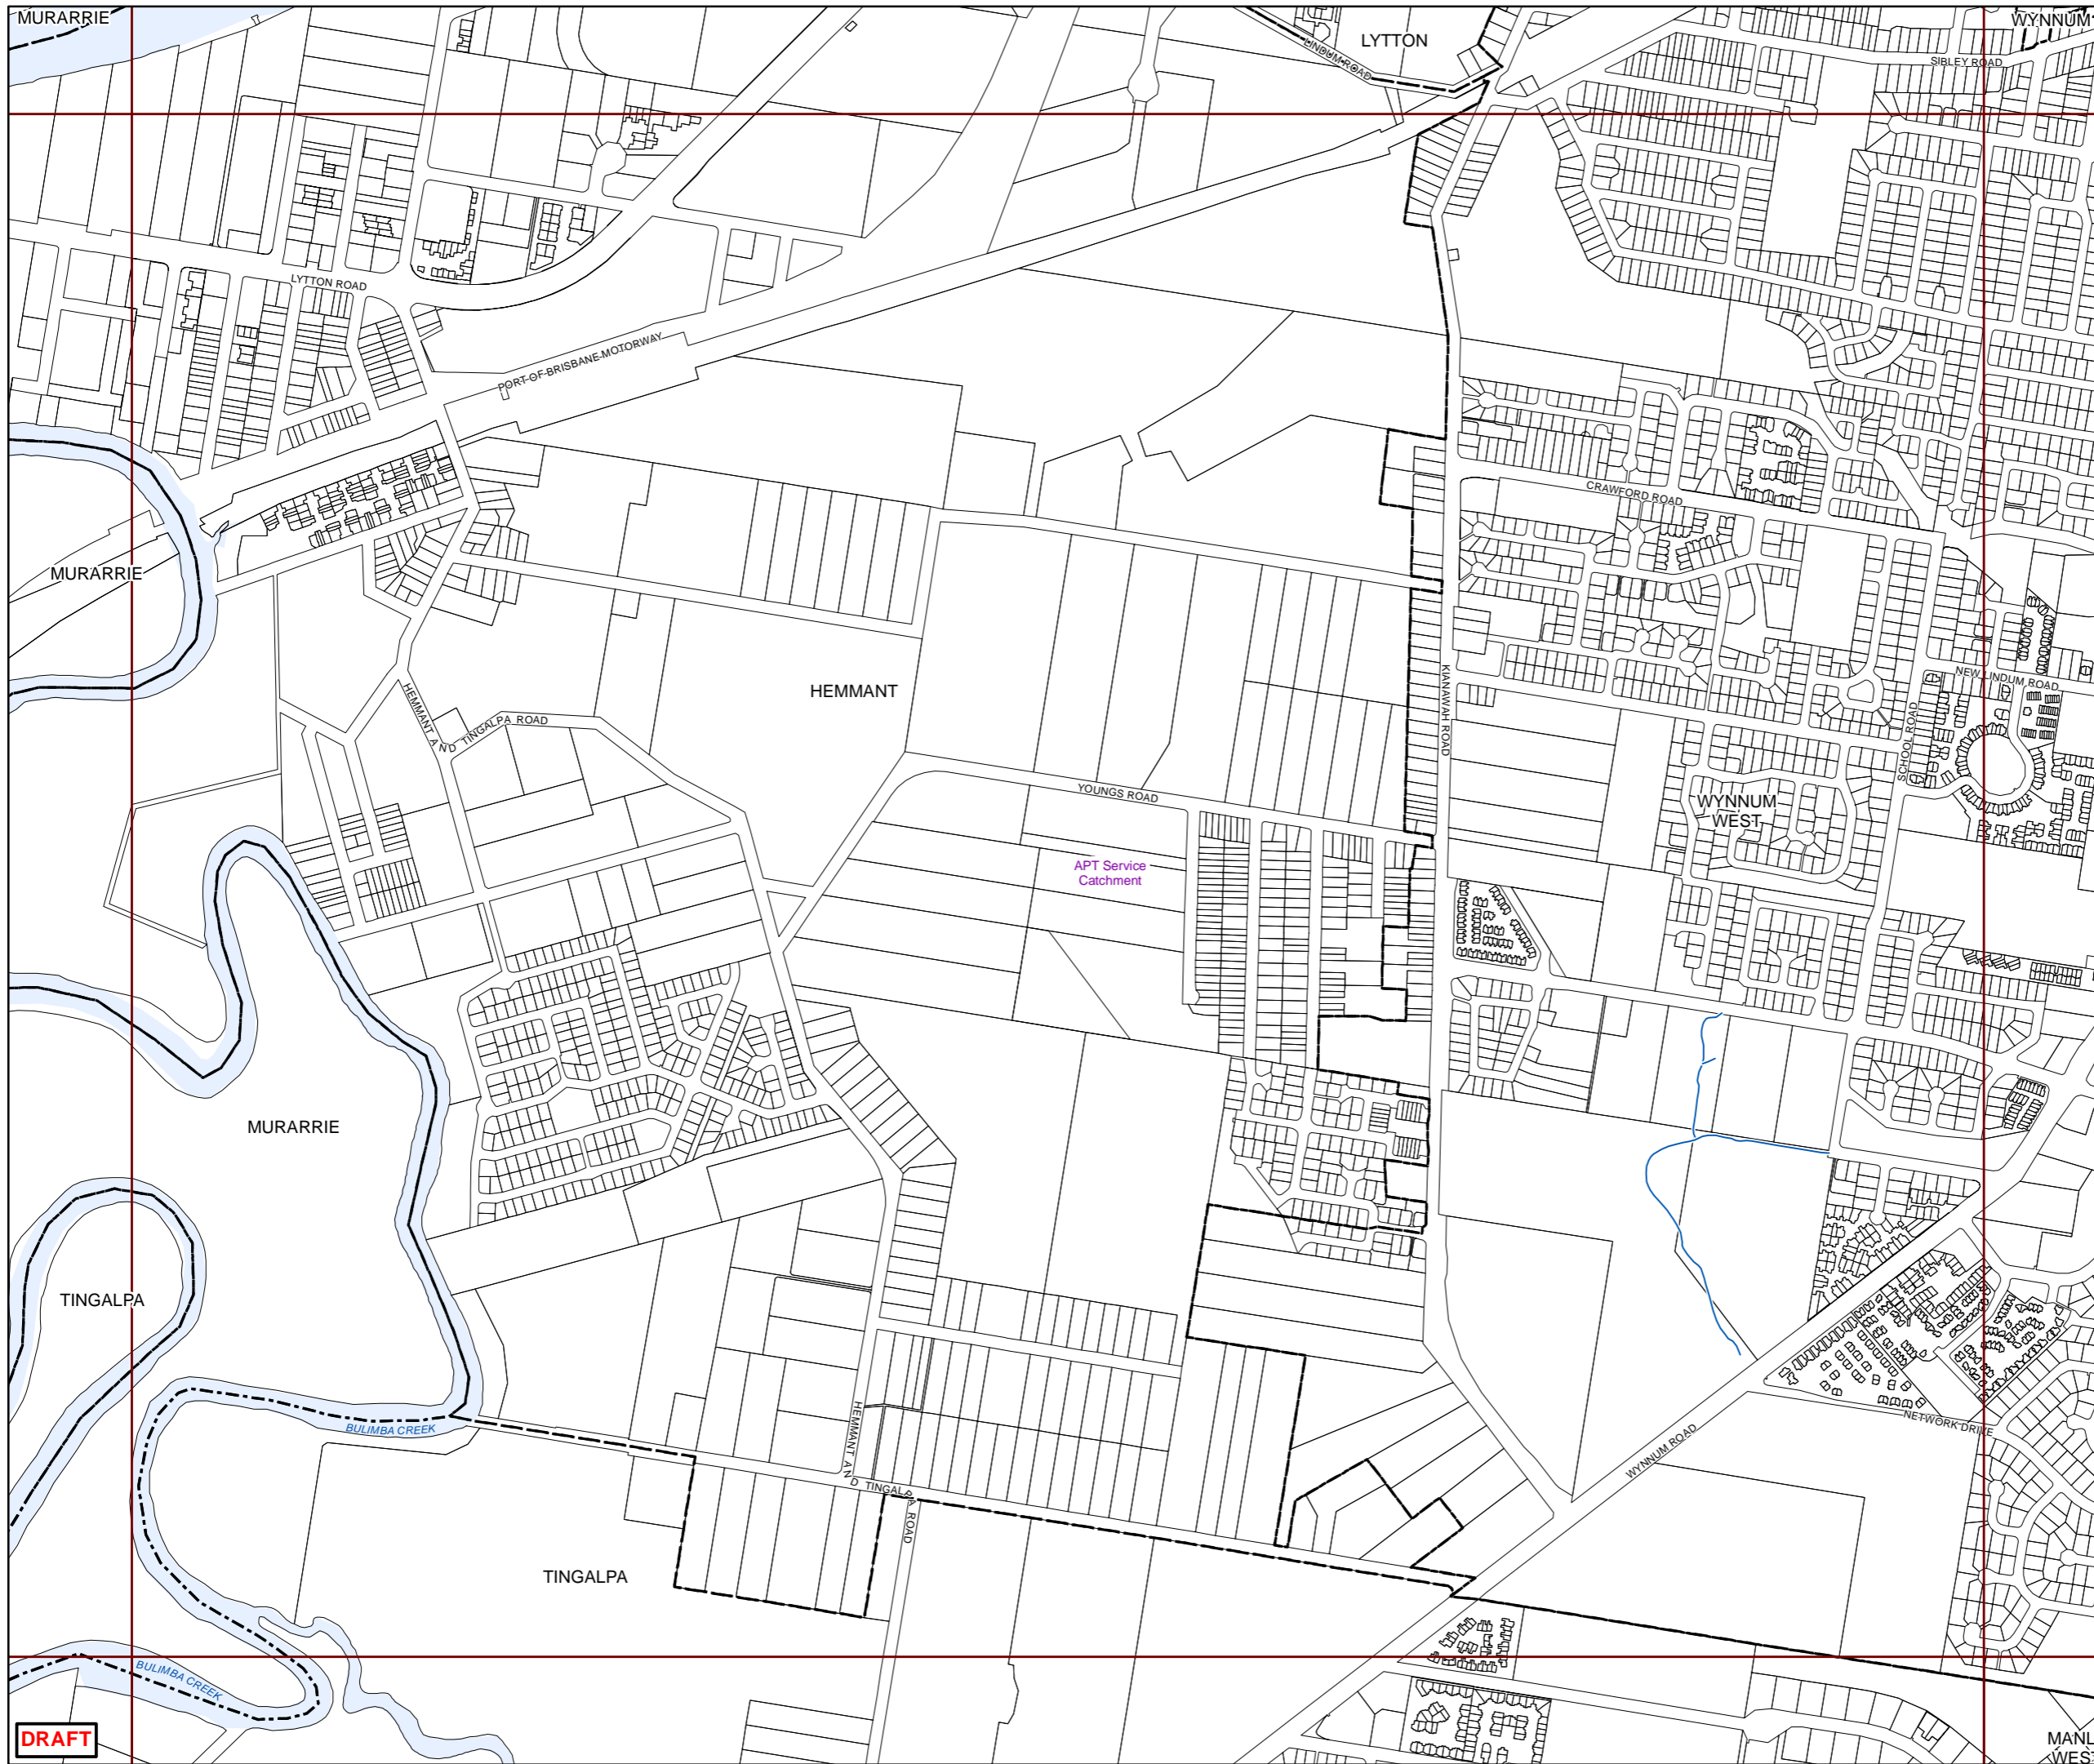 MURARRIE
LYTTON
WYNNUM
LINDUM ROAD
SIBLEY ROAD
LYTTON ROAD
PORT OF BRISBANE MOTORWAY
CRAWFORD ROAD
MURARRIE
HEMMANT
KIANAWAH ROAD
NEW LINDUM ROAD
SCHOOL ROAD
HEMMANT AND TINGALPA ROAD
YOUNGS ROAD
WYNNUM
WEST
APT Service
Catchment
MURARRIE
TINGALPA
BULIMBA CREEK
HEMMANT AND TINGALPA ROAD
NETWORK DRIVE
WYNNUM ROAD
TINGALPA
BULIMBA CREEK
DRAFT
MANL
WEST